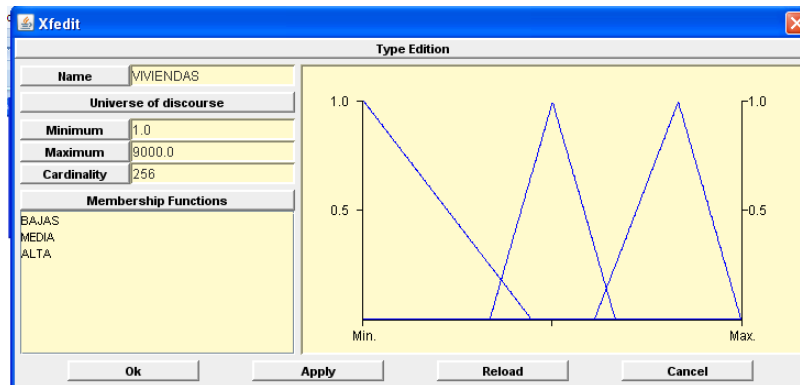 Xfedit
Type Edition
Name VIVIENDAS
Universe of discourse
Minimum 1.0
Maximum 9000.0
Cardinality 256
Membership Functions
BAJAS
MEDIA
ALTA
1.0 1.0
0.5 0.5
Min. Max.
Ok Apply Reload Cancel